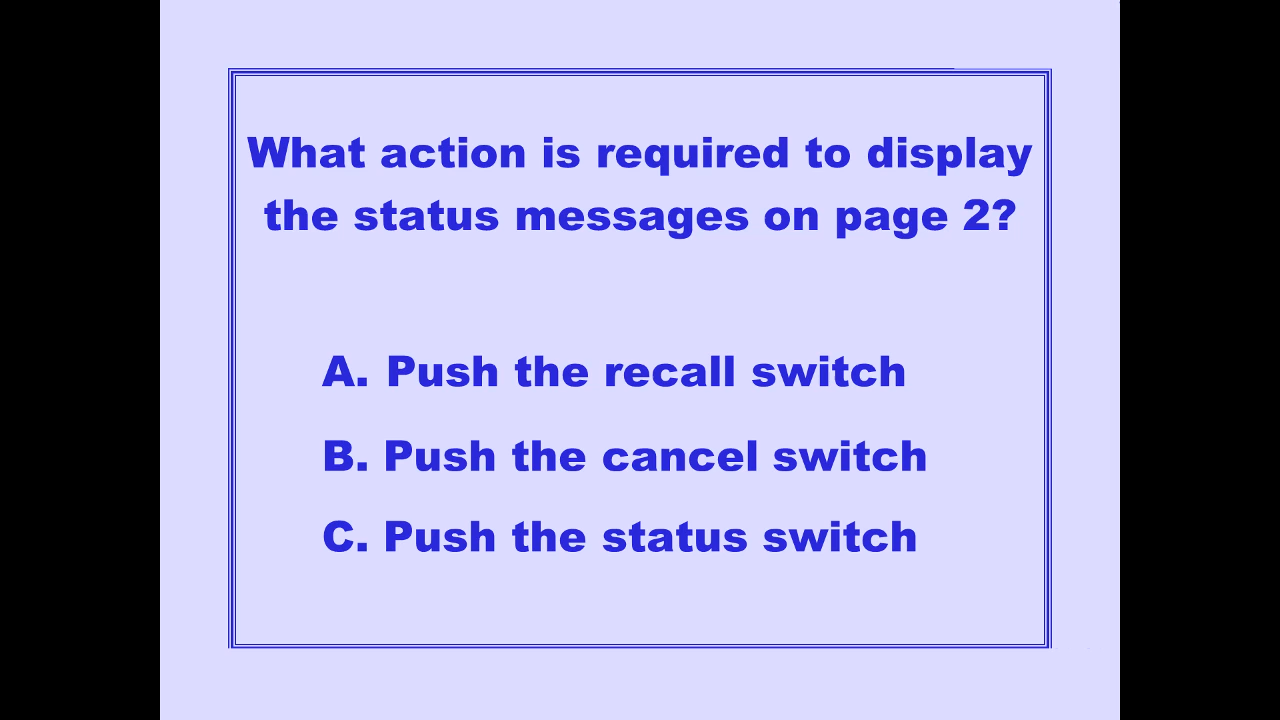 What action is required to display
the status messages on page 2?
A. Push the recall switch
B. Push the cancel switch
C. Push the status switch